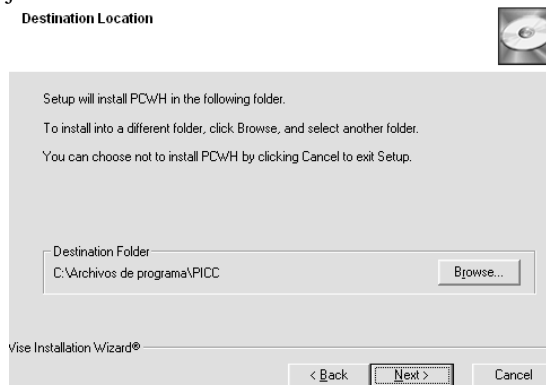 Destination Location
Setup will install PCWH in the following folder.
To install into a different folder, click Browse, and select another folder.
You can choose not to install PCWH by clicking Cancel to exit Setup.
Destination Folder
C:\Archivos de programa\PICC
Browse...
Vise Installation Wizard®
< Back
Next >
Cancel